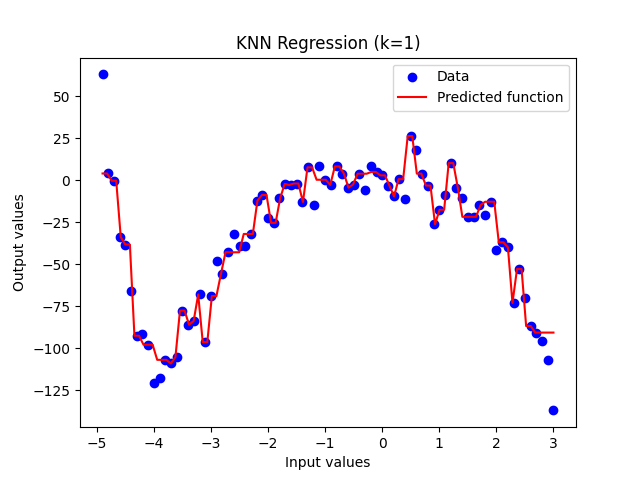 KNN Regression (k=1)
Data
Predicted function
50
25
0
−25
−50
−75
−100
−125
Output values
−5 −4 −3 −2 −1 0 1 2 3
Input values